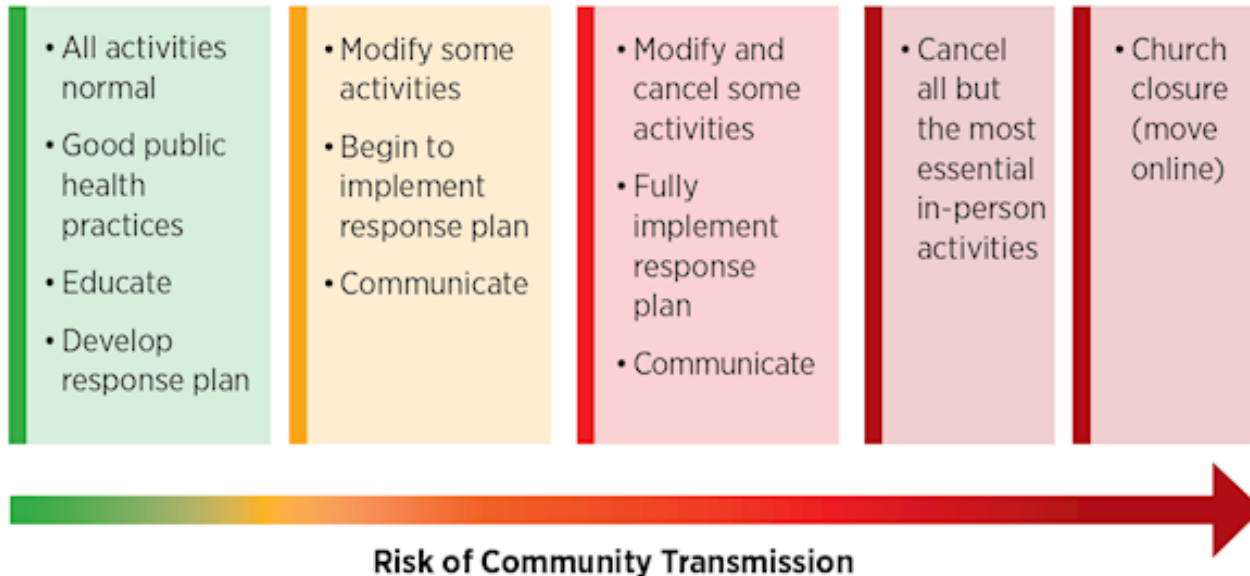 • All activities
normal
• Good public
health
practices
• Educate
• Develop
response plan
• Modify some
activities
• Begin to
implement
response plan
• Communicate
• Modify and
cancel some
activities
• Fully
implement
response
plan
• Communicate
• Cancel
all but
the most
essential
in-person
activities
• Church
closure
(move
online)
Risk of Community Transmission